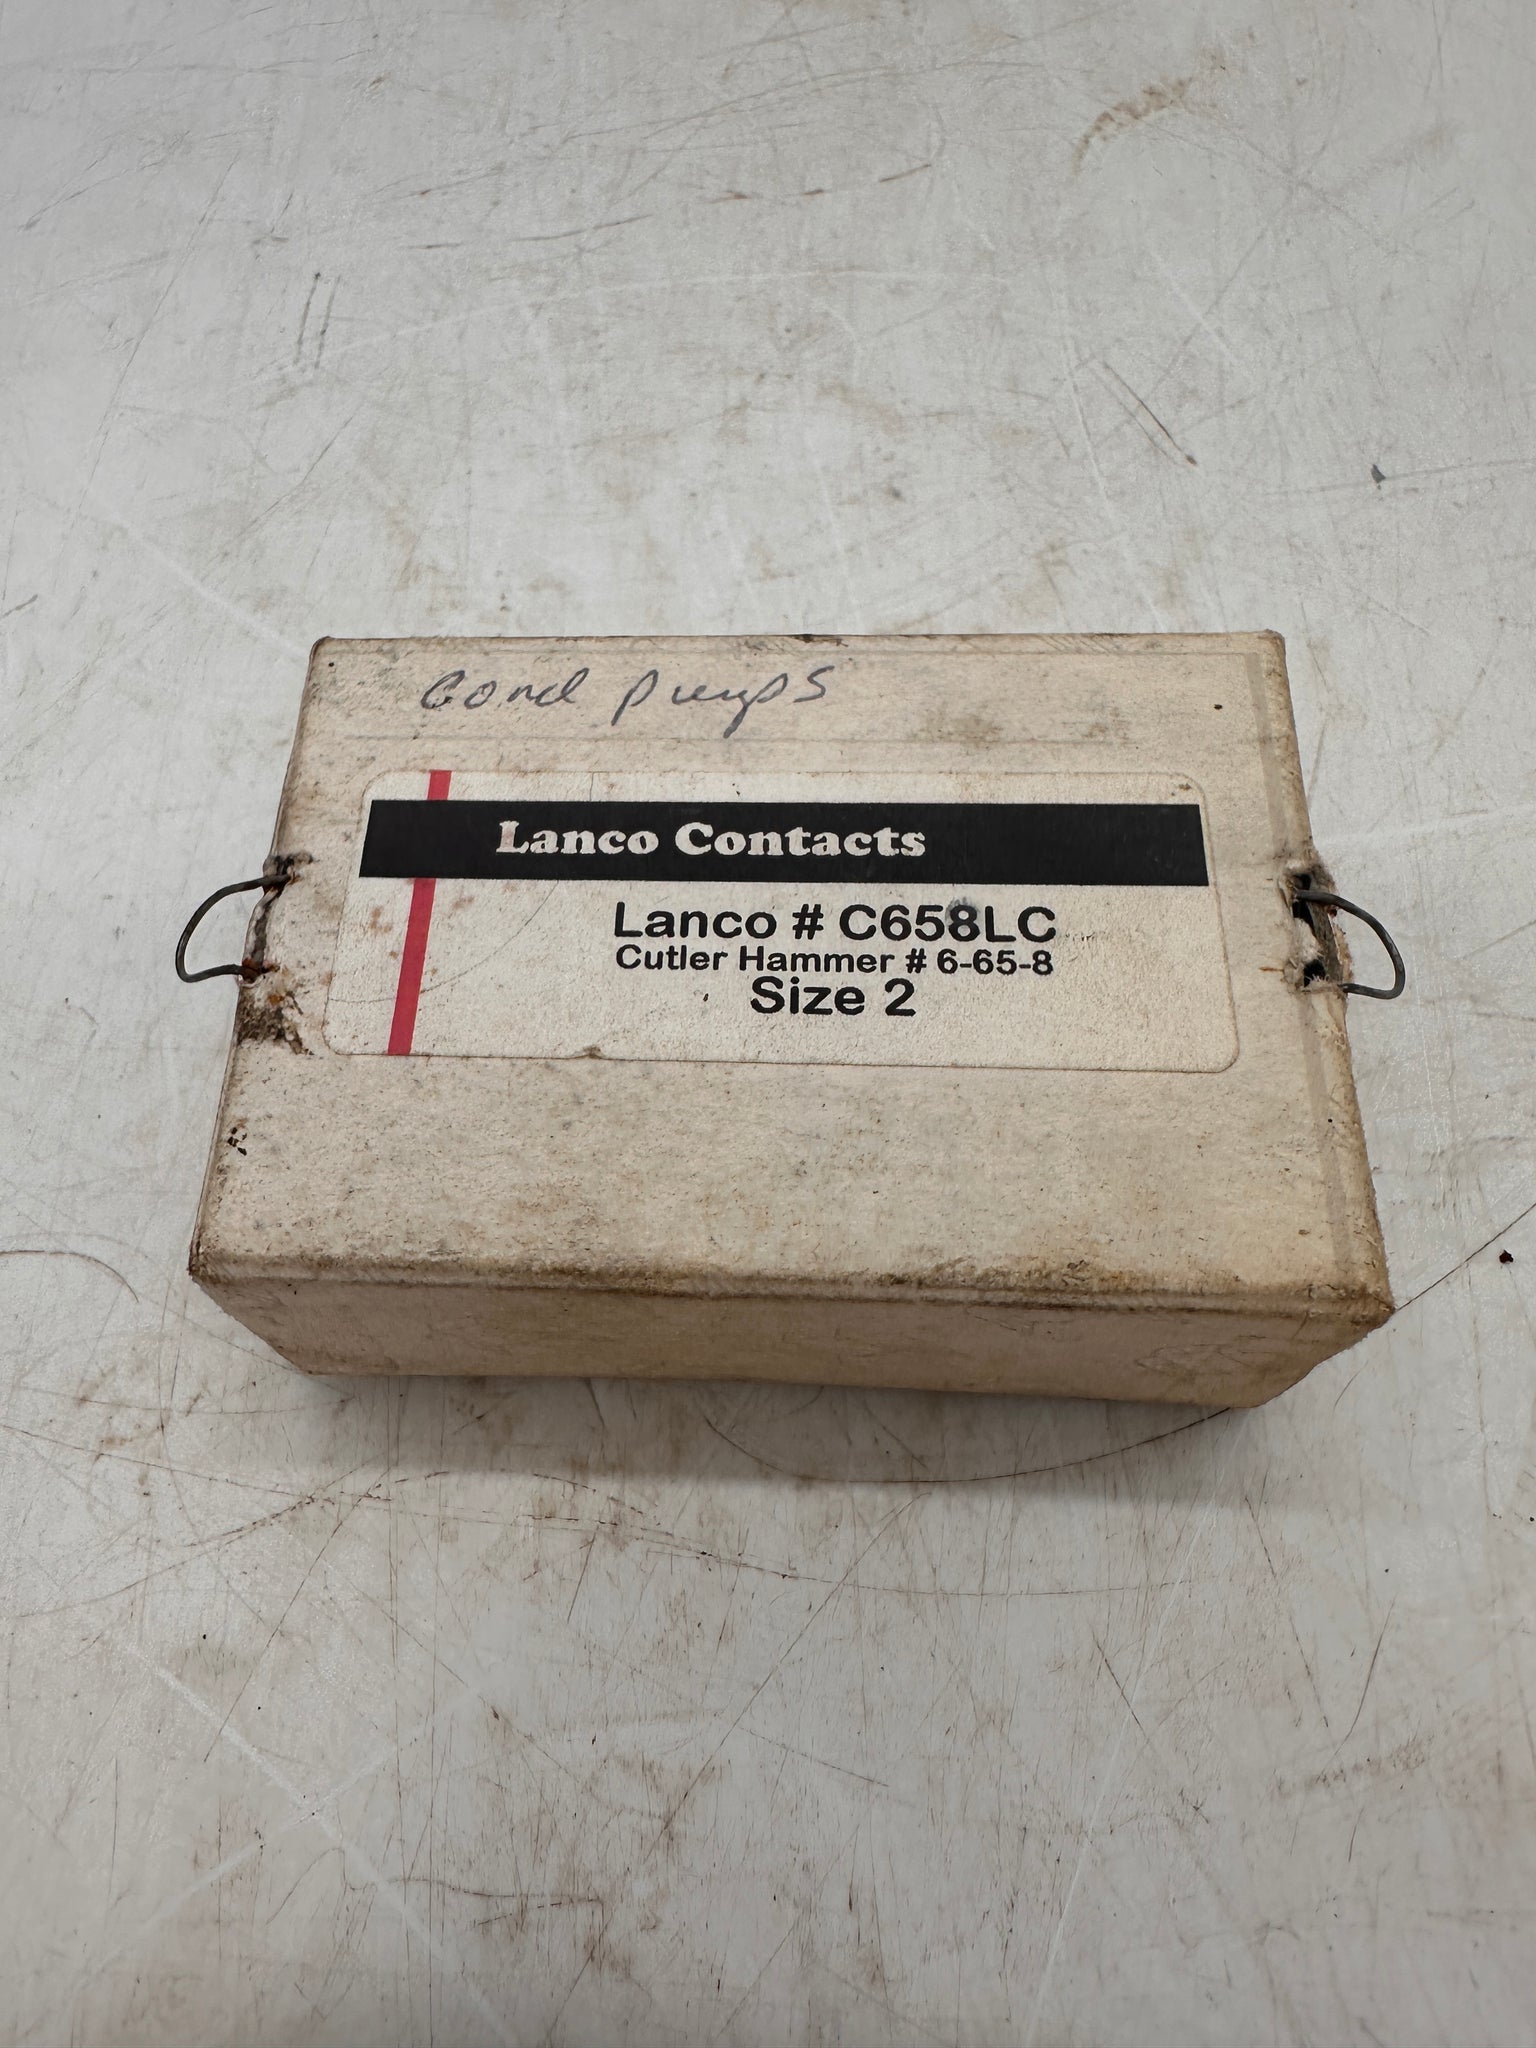 Cond pumps
Lanco Contacts
Lanco # C658LC
Cutler Hammer # 6-65-8
Size 2